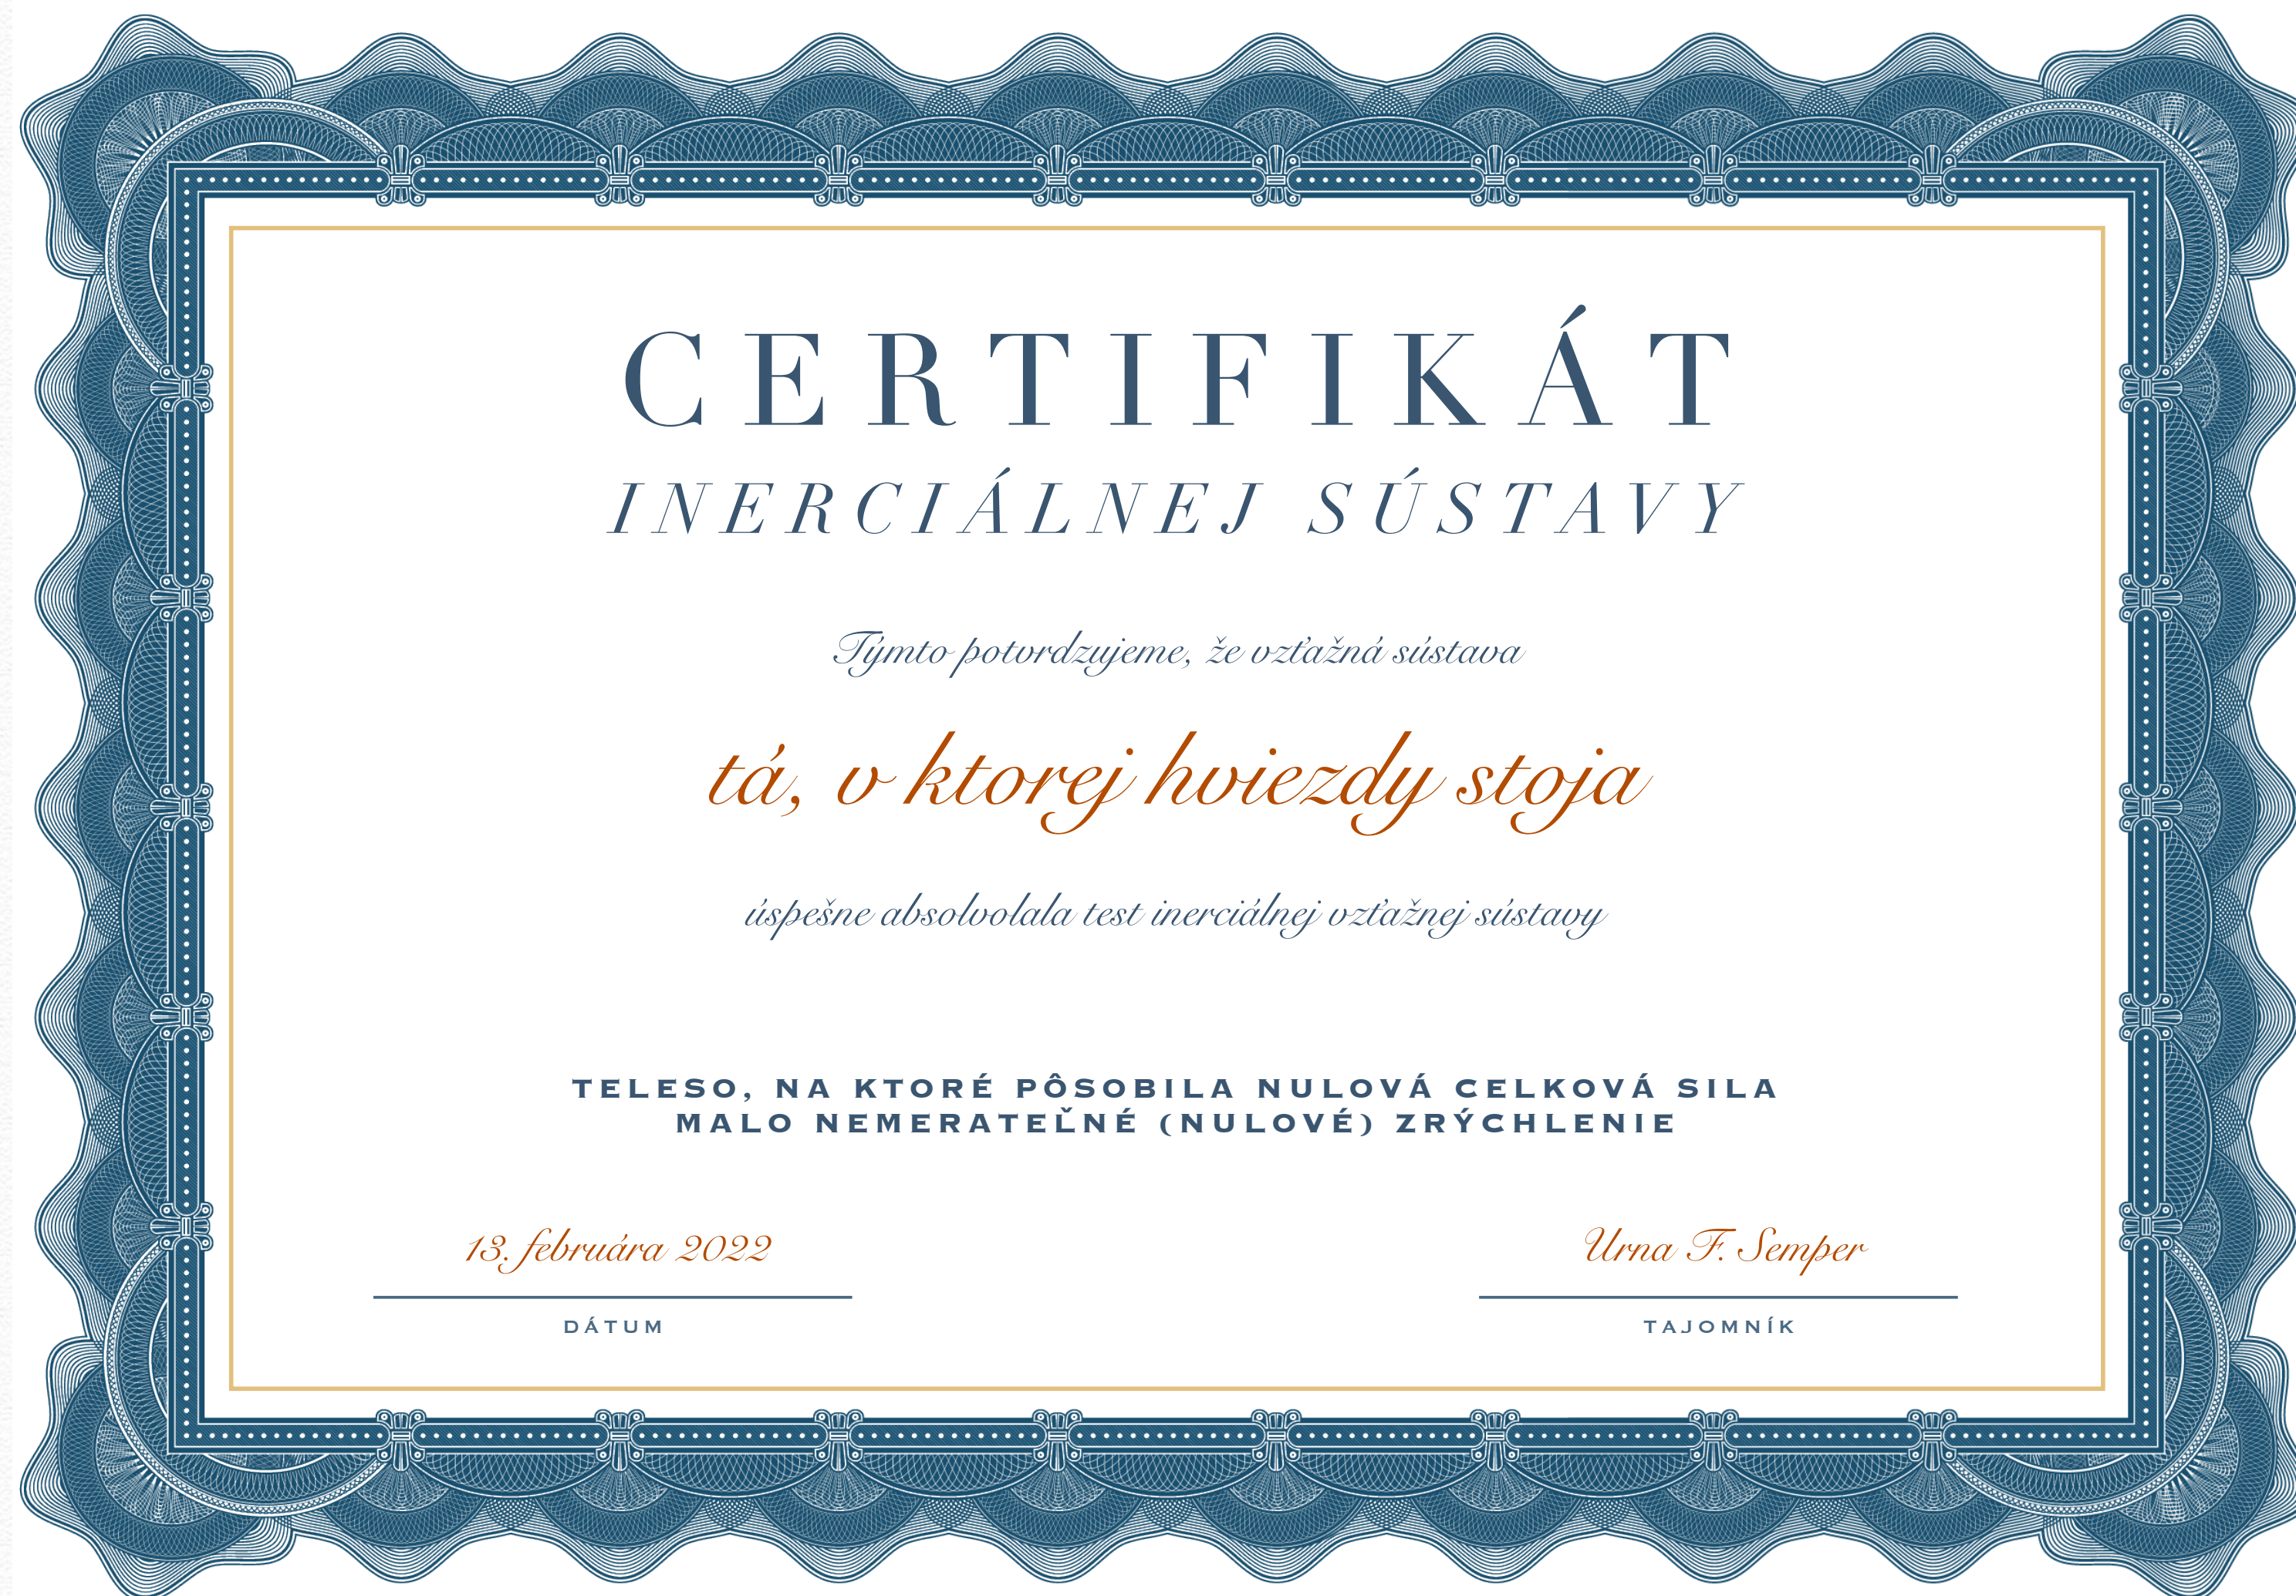 CERTIFIKÁT
INERCIÁLNEJ SÚSTAVY
Týmto potvrdzujeme, že vzťažná sústava
tá, v ktorej hviezdy stoja
úspešne absolvolala test inerciálnej vzťažnej sústavy
TELESO, NA KTORÉ PÔSOBILA NULOVÁ CELKOVÁ SILA
MALO NEMERATEĽNÉ (NULOVÉ) ZRÝCHLENIE
13. februára 2022
Urna F. Semper
DÁTUM
TAJOMNÍK